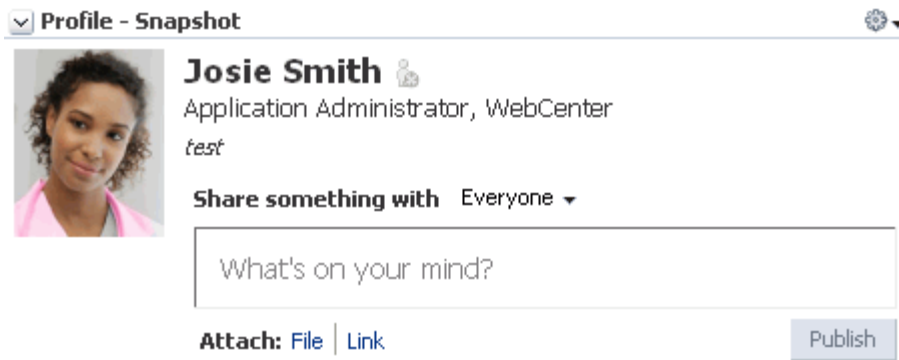 Profile - Snapshot
Josie Smith
Application Administrator, WebCenter
test
Share something with Everyone
What's on your mind?
Attach: File Link
Publish